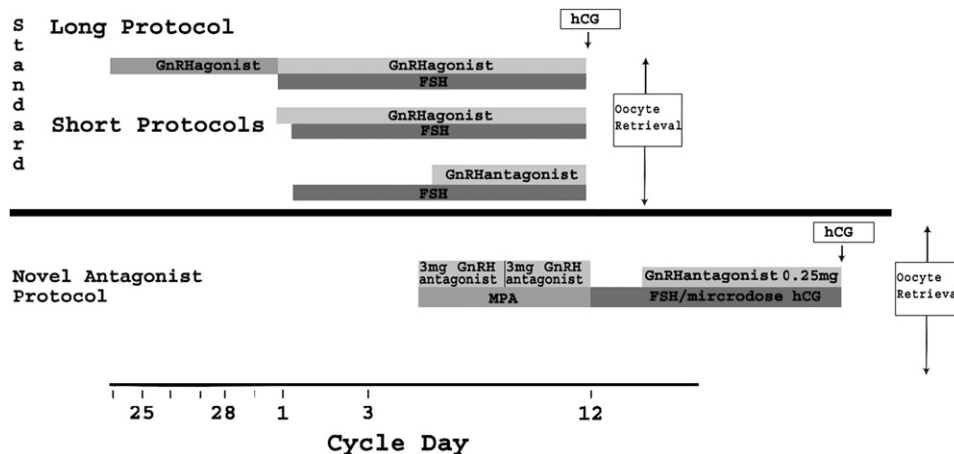 Standard
Long Protocol
hCG
GnRHagonist
GnRHagonist
FSH
Short Protocols
GnRHagonist
FSH
Oocyte
Retrieval
GnRHantagonist
FSH
hCG
Novel Antagonist
Protocol
3mg GnRH
antagonist
3mg GnRH
antagonist
MPA
GnRHantagonist 0.25mg
FSH/mircrodose hCG
Oocyte
Retrieval
25 28 1 3 12
Cycle Day